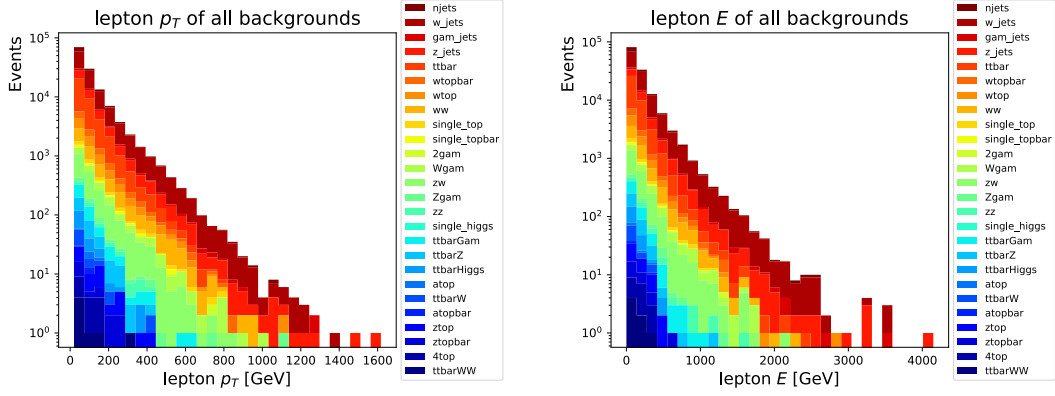 lepton p_T of all backgrounds
Events
10^5
10^4
10^3
10^2
10^1
10^0
0 200 400 600 800 1000 1200 1400 1600
lepton p_T [GeV]
njets
w_jets
gam_jets
z_jets
ttbar
wtopbar
wtop
ww
single_top
single_topbar
2gam
Wgam
zw
Zgam
zz
single_higgs
ttbarGam
ttbarZ
ttbarHiggs
atop
ttbarW
atopbar
ztop
ztopbar
4top
ttbarWW
lepton E of all backgrounds
Events
10^5
10^4
10^3
10^2
10^1
10^0
0 1000 2000 3000 4000
lepton E [GeV]
njets
w_jets
gam_jets
z_jets
ttbar
wtopbar
wtop
ww
single_top
single_topbar
2gam
Wgam
zw
Zgam
zz
single_higgs
ttbarGam
ttbarZ
ttbarHiggs
atop
ttbarW
atopbar
ztop
ztopbar
4top
ttbarWW